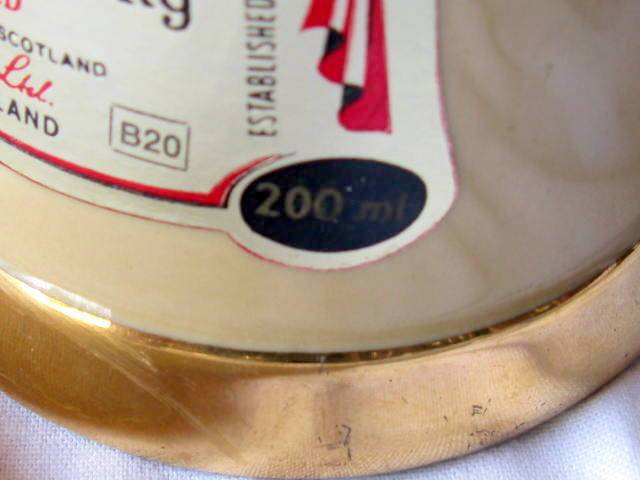 SCOTLAND
Ltd.
LAND
B20
ESTABLISHED
200 ml